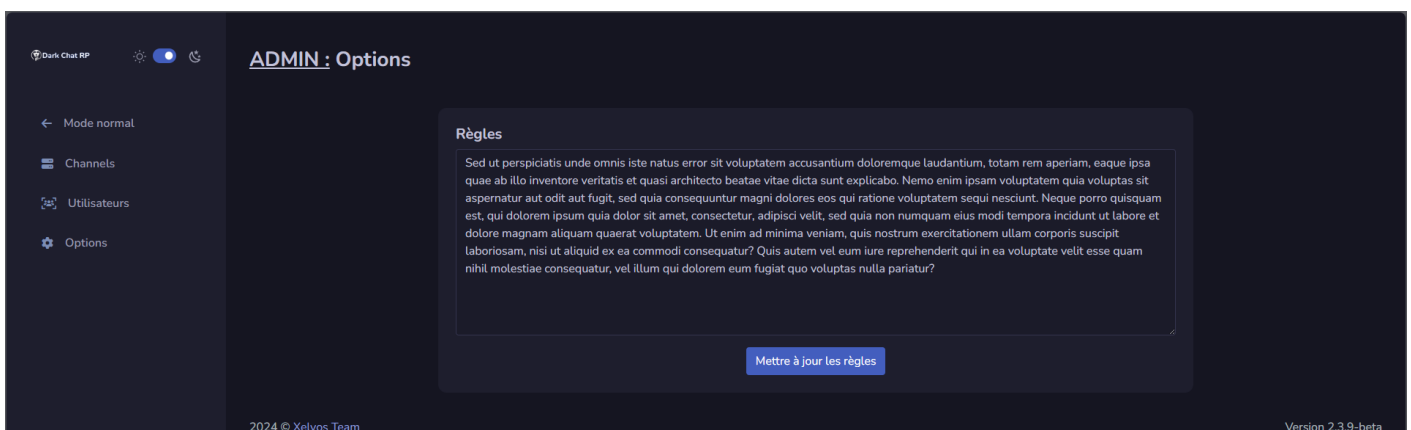 Dark Chat RP
ADMIN : Options
Mode normal
Channels
Utilisateurs
Options
Règles
Sed ut perspiciatis unde omnis iste natus error sit voluptatem accusantium doloremque laudantium, totam rem aperiam, eaque ipsa
quae ab illo inventore veritatis et quasi architecto beatae vitae dicta sunt explicabo. Nemo enim ipsam voluptatem quia voluptas sit
aspernatur aut odit aut fugit, sed quia consequuntur magni dolores eos qui ratione voluptatem sequi nesciunt. Neque porro quisquam
est, qui dolorem ipsum quia dolor sit amet, consectetur, adipisci velit, sed quia non numquam eius modi tempora incidunt ut labore et
dolore magnam aliquam quaerat voluptatem. Ut enim ad minima veniam, quis nostrum exercitationem ullam corporis suscipit
laboriosam, nisi ut aliquid ex ea commodi consequatur? Quis autem vel eum iure reprehenderit qui in ea voluptate velit esse quam
nihil molestiae consequatur, vel illum qui dolorem eum fugiat quo voluptas nulla pariatur?
Mettre à jour les règles
2024 © Xelyos Team
Version 2.3.9-beta